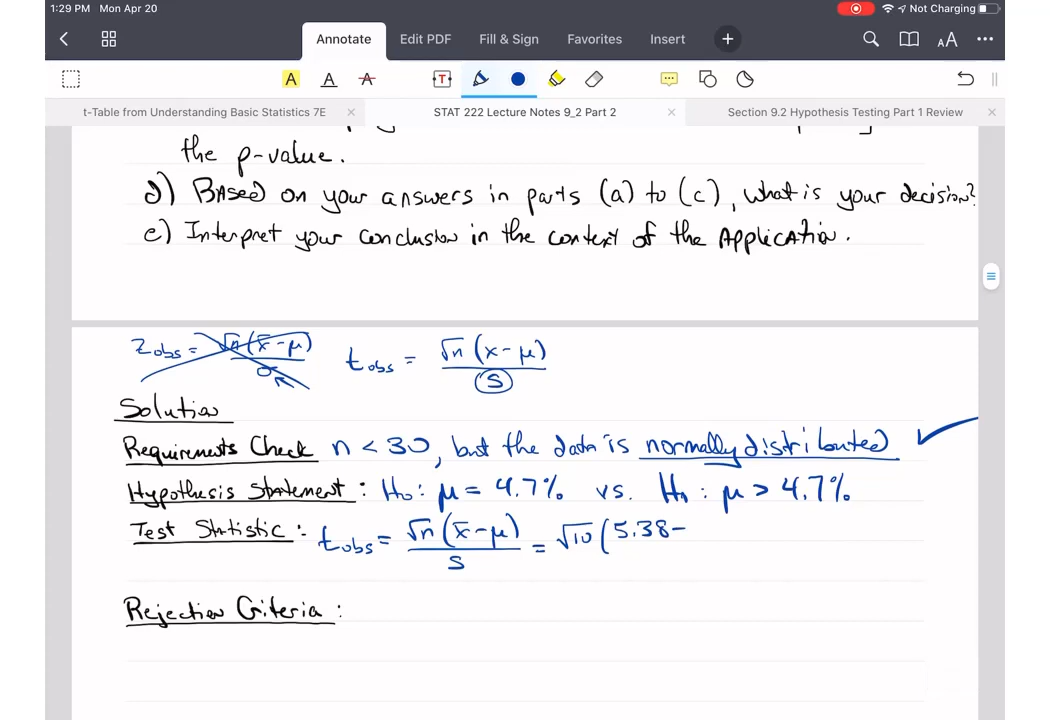 1:29 PM Mon Apr 20
Not Charging
Annotate Edit PDF Fill & Sign Favorites Insert +
A A A T AA
t-Table from Understanding Basic Statistics 7E × STAT 222 Lecture Notes 9_2 Part 2 × Section 9.2 Hypothesis Testing Part 1 Review ×
the p-value.
d) Based on your answers in parts (a) to (c), what is your decision?
e) Interpret your conclusion in the context of the Application.
z obs = √n (x̄ - μ) / σ t obs = √n (x - μ) / s
Solution
Requirements Check n < 30, but the data is normally distributed ✓
Hypothesis Statement: H₀: μ = 4.7% vs. H₁: μ > 4.7%
Test Statistic: t obs = √n (x̄ - μ) / s = √10 (5.38-
Rejection Criteria: